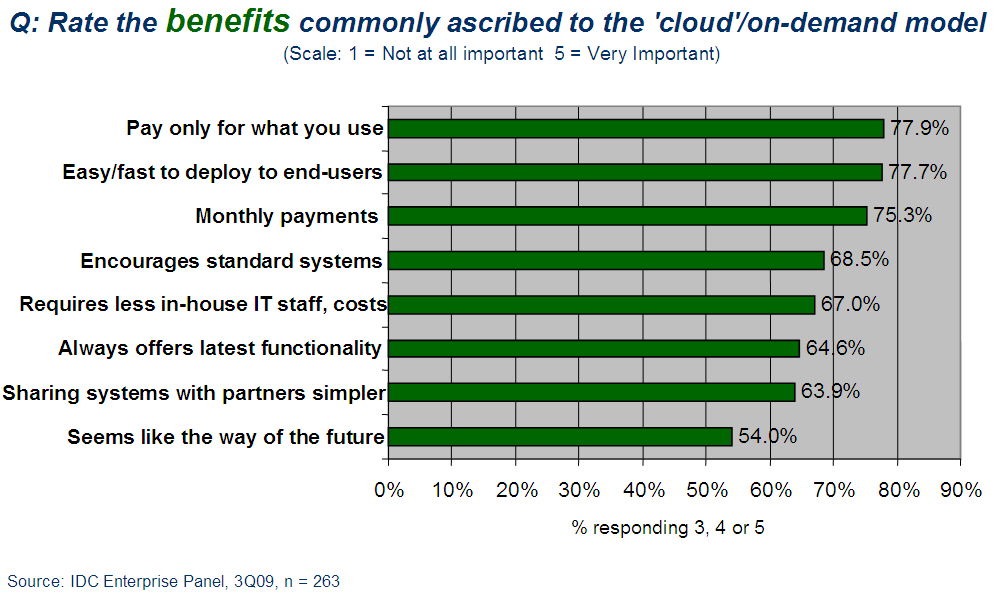 Q: Rate the benefits commonly ascribed to the 'cloud'/on-demand model
(Scale: 1 = Not at all important 5 = Very Important)
Pay only for what you use 77.9%
Easy/fast to deploy to end-users 77.7%
Monthly payments 75.3%
Encourages standard systems 68.5%
Requires less in-house IT staff, costs 67.0%
Always offers latest functionality 64.6%
Sharing systems with partners simpler 63.9%
Seems like the way of the future 54.0%
0% 10% 20% 30% 40% 50% 60% 70% 80% 90%
% responding 3, 4 or 5
Source: IDC Enterprise Panel, 3Q09, n = 263